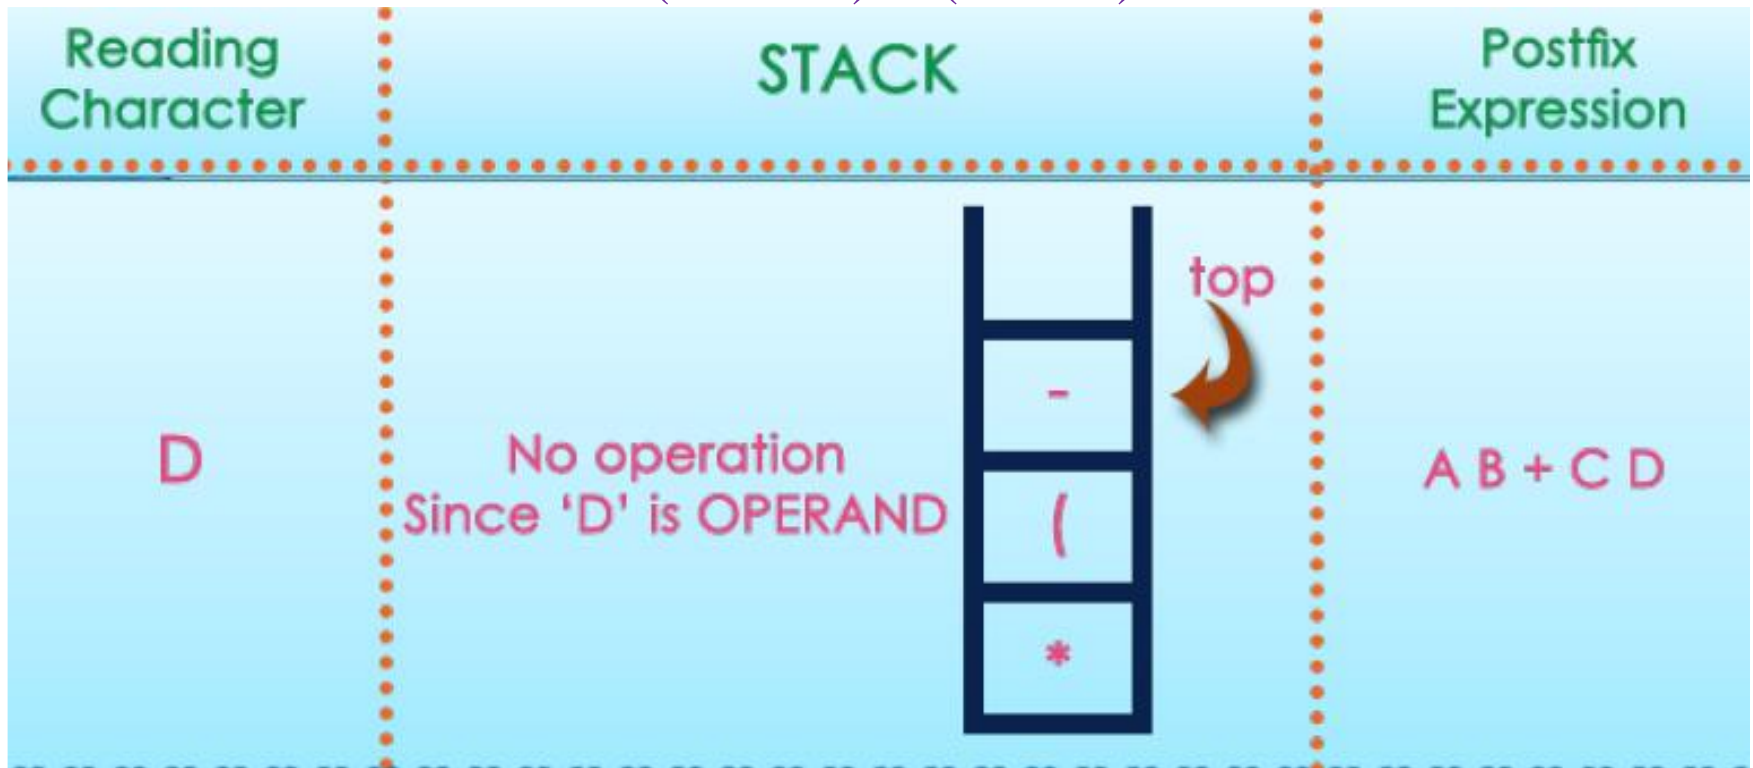 Reading
Character
STACK
Postfix
Expression
top
-
D
No operation
Since ‘D’ is OPERAND
(
*
A B + C D